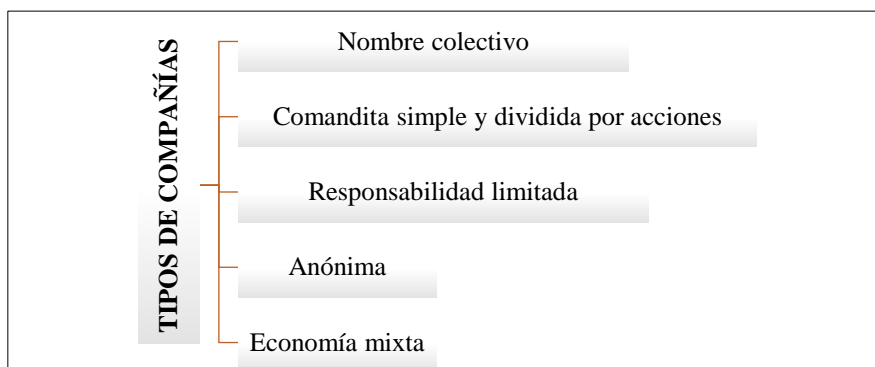 TIPOS DE COMPAÑÍAS
Nombre colectivo
Comandita simple y dividida por acciones
Responsabilidad limitada
Anónima
Economía mixta